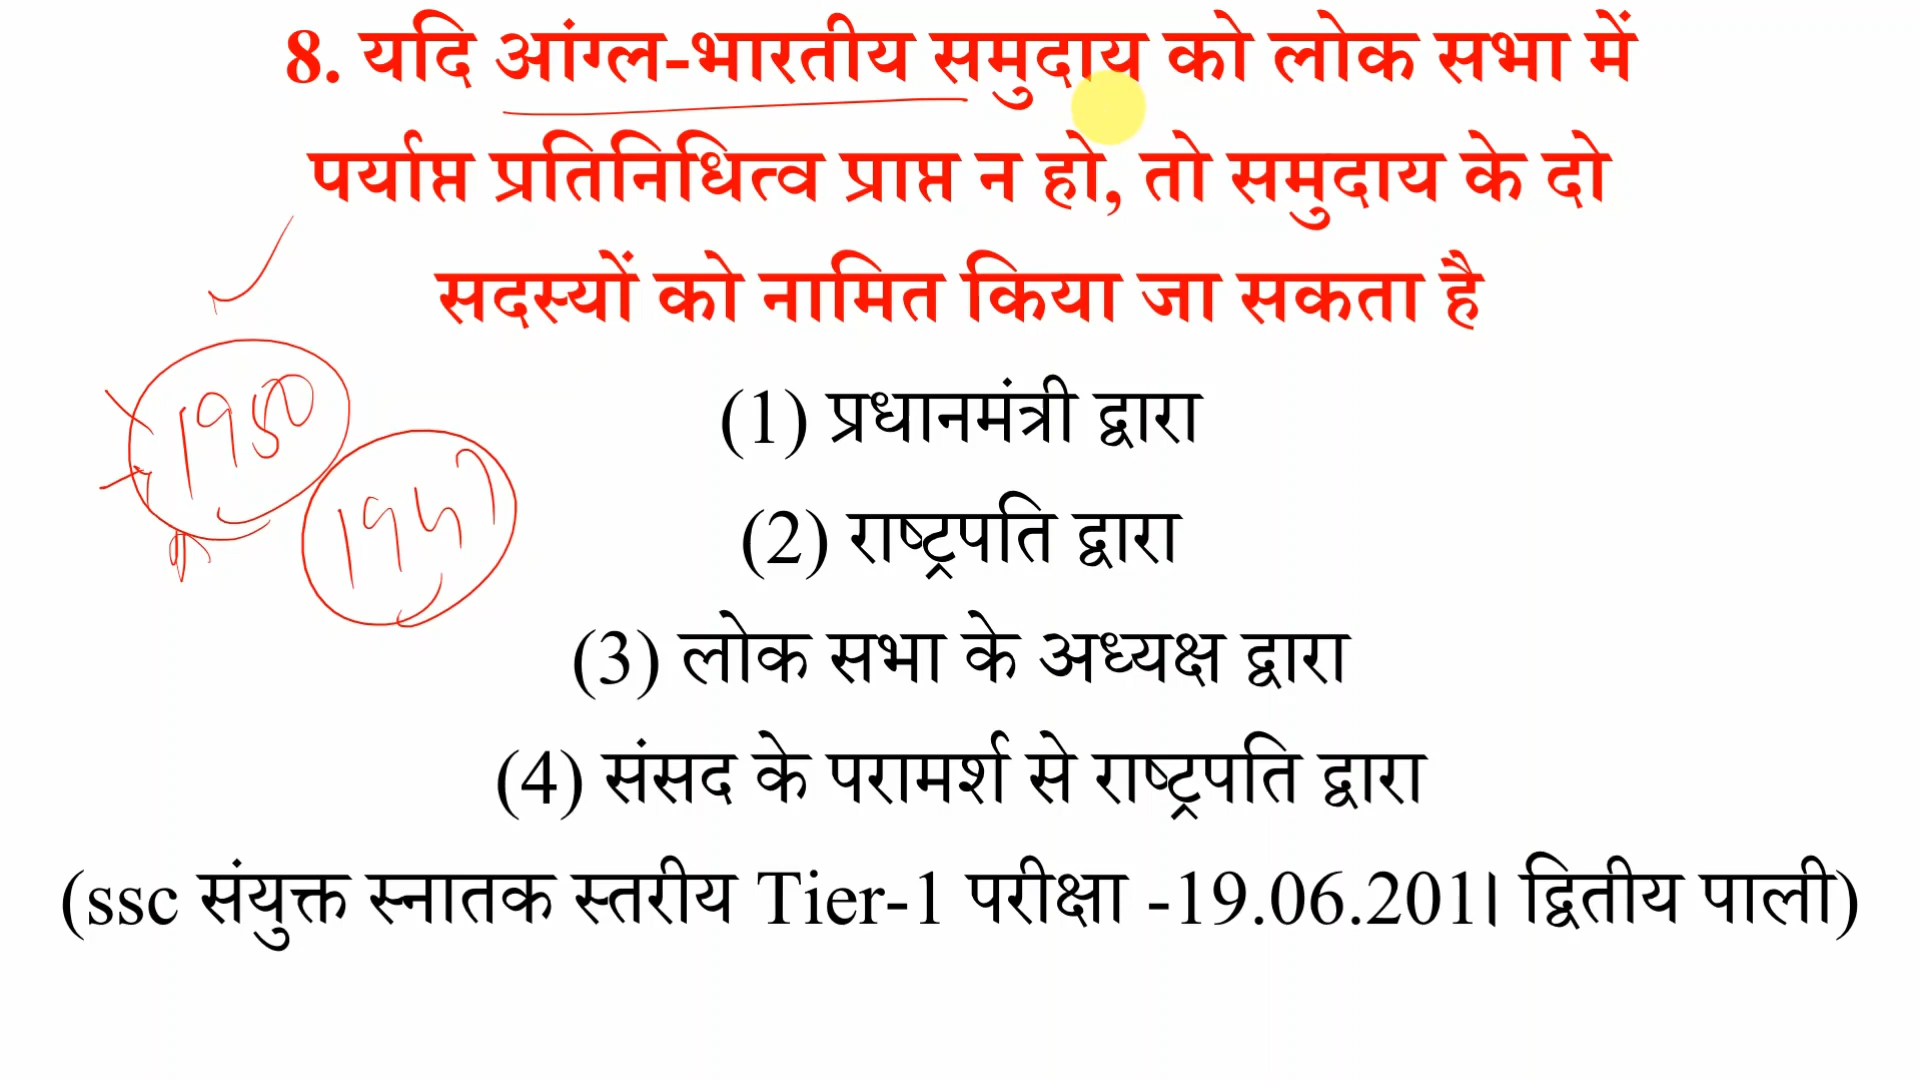 8. यदि आंग्ल-भारतीय समुदाय को लोक सभा में
पर्याप्त प्रतिनिधित्व प्राप्त न हो, तो समुदाय के दो
सदस्यों को नामित किया जा सकता है
1950
1947
(1) प्रधानमंत्री द्वारा
(2) राष्ट्रपति द्वारा
(3) लोक सभा के अध्यक्ष द्वारा
(4) संसद के परामर्श से राष्ट्रपति द्वारा
(ssc संयुक्त स्नातक स्तरीय Tier-1 परीक्षा -19.06.201। द्वितीय पाली)